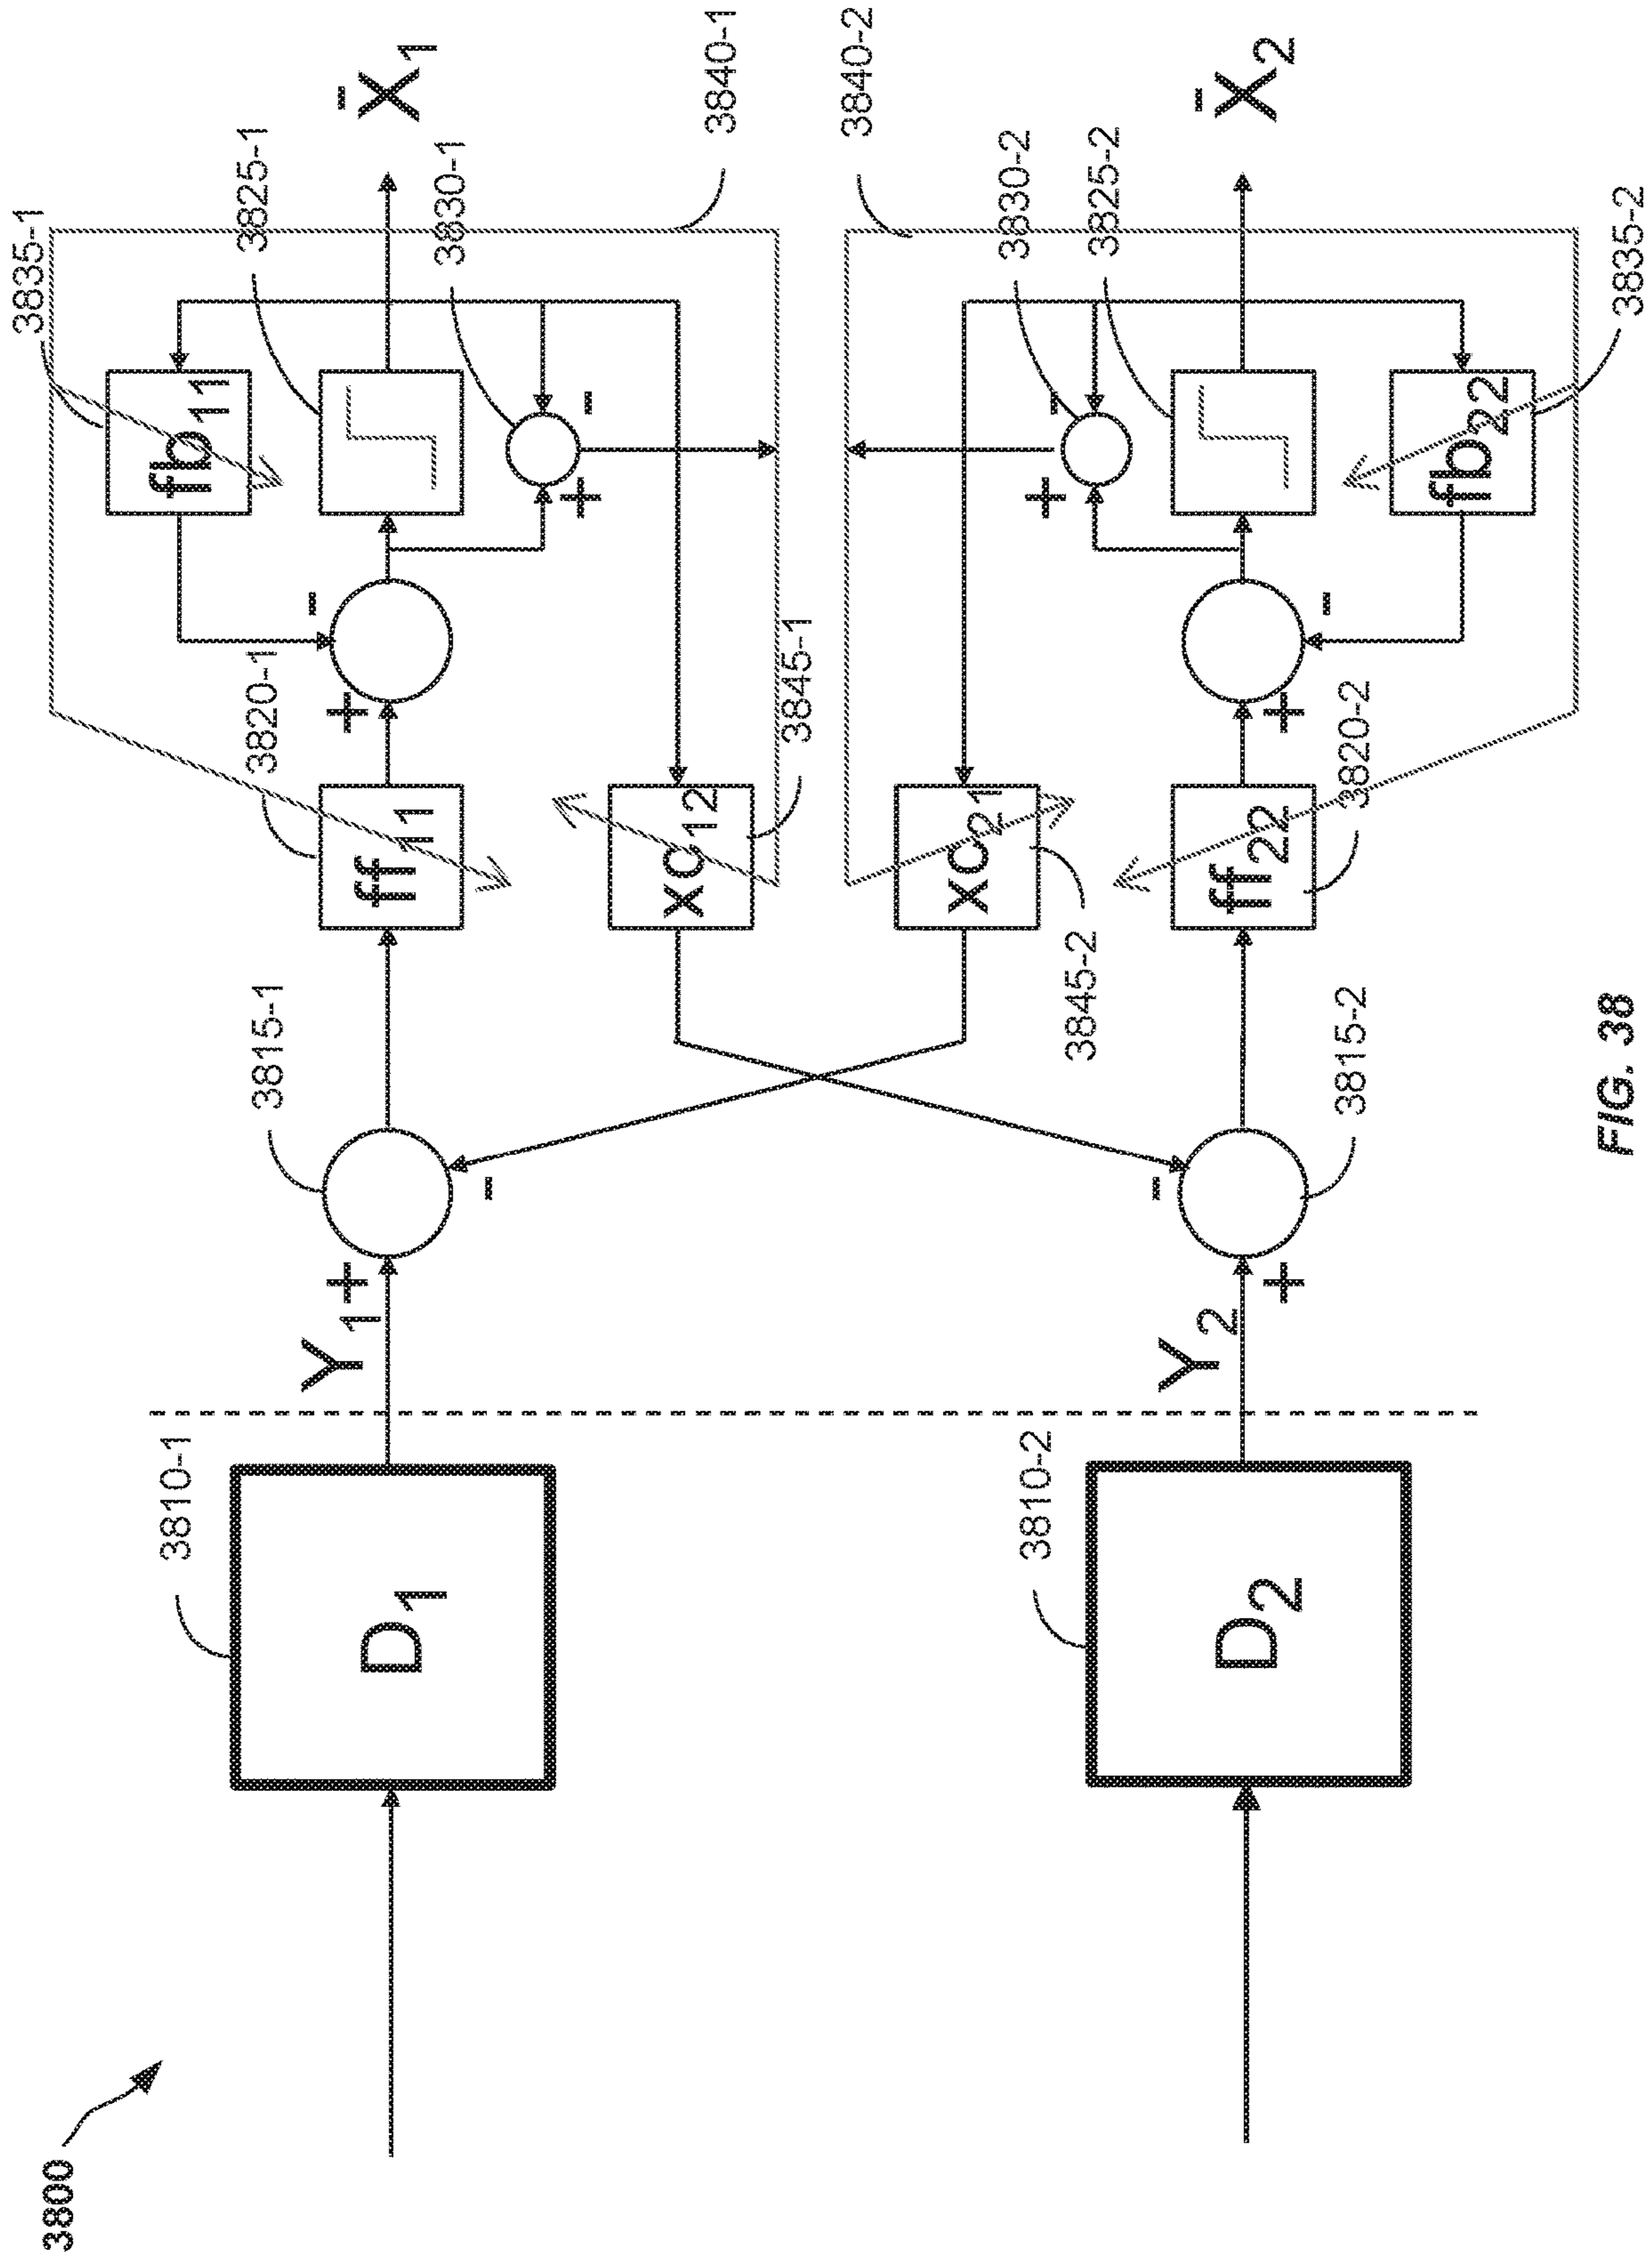 3800
3810-1
D1
Y1
+
-
3815-1
3820-1
ff11
+
-
3835-1
fb11
3825-1
3830-1
+
-
X̄1
3840-1
xc12
3845-1
3840-2
xc21
3845-2
3830-2
+
-
3825-2
X̄2
3810-2
D2
Y2
+
-
3815-2
3820-2
ff22
+
-
fb22
3835-2
FIG. 38